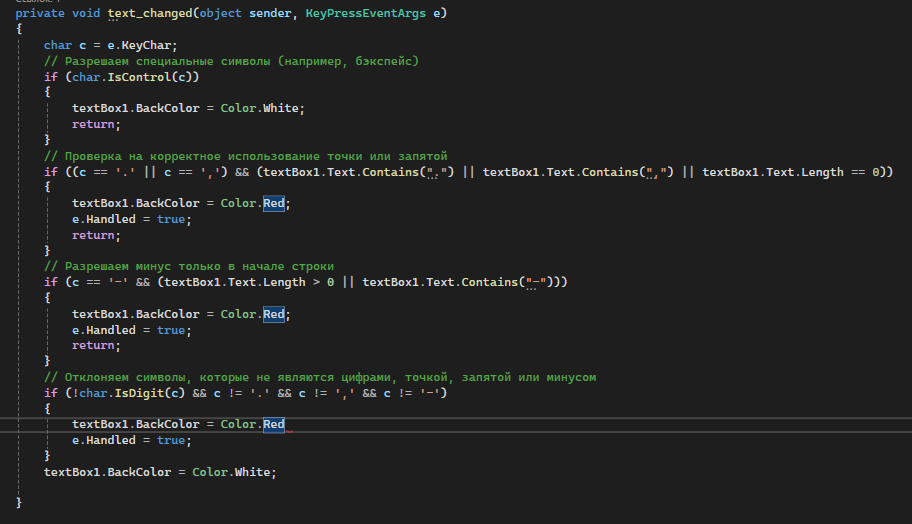 private void text_changed(object sender, KeyPressEventArgs e)
{
    char c = e.KeyChar;
    // Разрешаем специальные символы (например, бэкспейс)
    if (char.IsControl(c))
    {
        textBox1.BackColor = Color.White;
        return;
    }
    // Проверка на корректное использование точки или запятой
    if ((c == '.' || c == ',') && (textBox1.Text.Contains(".") || textBox1.Text.Contains(",") || textBox1.Text.Length == 0))
    {
        textBox1.BackColor = Color.Red;
        e.Handled = true;
        return;
    }
    // Разрешаем минус только в начале строки
    if (c == '-' && (textBox1.Text.Length > 0 || textBox1.Text.Contains("-")))
    {
        textBox1.BackColor = Color.Red;
        e.Handled = true;
        return;
    }
    // Отклоняем символы, которые не являются цифрами, точкой, запятой или минусом
    if (!char.IsDigit(c) && c != '.' && c != ',' && c != '-')
    {
        textBox1.BackColor = Color.Red
        e.Handled = true;
    }
    textBox1.BackColor = Color.White;
}